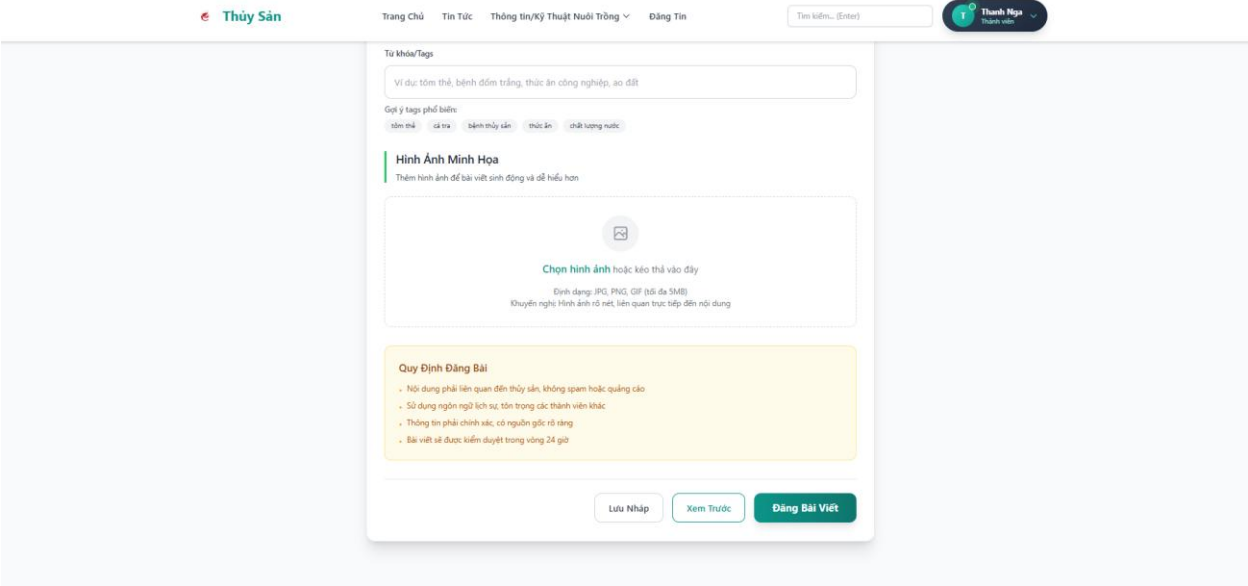 Thủy Sản
Trang Chủ Tin Tức Thông tin/Kỹ Thuật Nuôi Trồng Đăng Tin
Tìm kiếm... (Enter)
T
Thanh Nga
Thành viên
Từ khóa/Tags
Ví dụ: tôm thẻ, bệnh đốm trắng, thức ăn công nghiệp, ao đất
Gợi ý tags phổ biến:
tôm thẻ cá tra bệnh thủy sản thức ăn chất lượng nước
Hình Ảnh Minh Họa
Thêm hình ảnh để bài viết sinh động và dễ hiểu hơn
Chọn hình ảnh hoặc kéo thả vào đây
Định dạng: JPG, PNG, GIF (tối đa 5MB)
Khuyến nghị: Hình ảnh rõ nét, liên quan trực tiếp đến nội dung
Quy Định Đăng Bài
• Nội dung phải liên quan đến thủy sản, không spam hoặc quảng cáo
• Sử dụng ngôn ngữ lịch sự, tôn trọng các thành viên khác
• Thông tin phải chính xác, có nguồn gốc rõ ràng
• Bài viết sẽ được kiểm duyệt trong vòng 24 giờ
Lưu Nháp Xem Trước Đăng Bài Viết